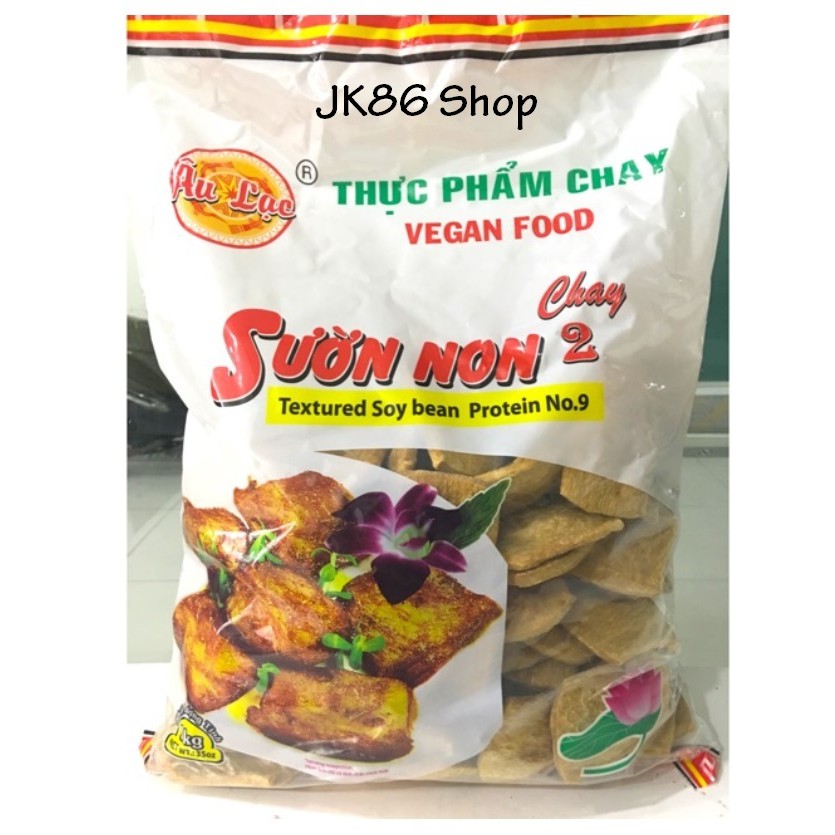 JK86 Shop
Âu Lạc ®
THỰC PHẨM CHAY
VEGAN FOOD
Chay
SƯỜN NON 2
Textured Soy bean Protein No.9
1kg
35oz